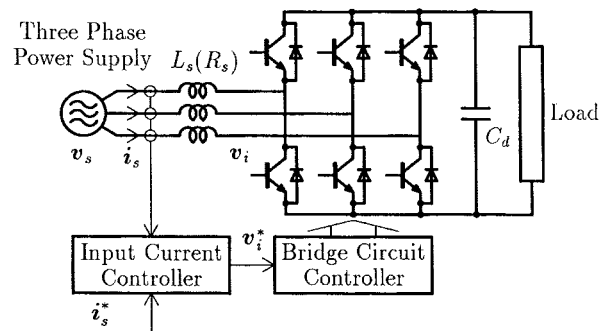 Three Phase
Power Supply
L_s(R_s)
v_s
i_s
v_i
C_d
Load
Input Current
Controller
v_i^*
Bridge Circuit
Controller
i_s^*